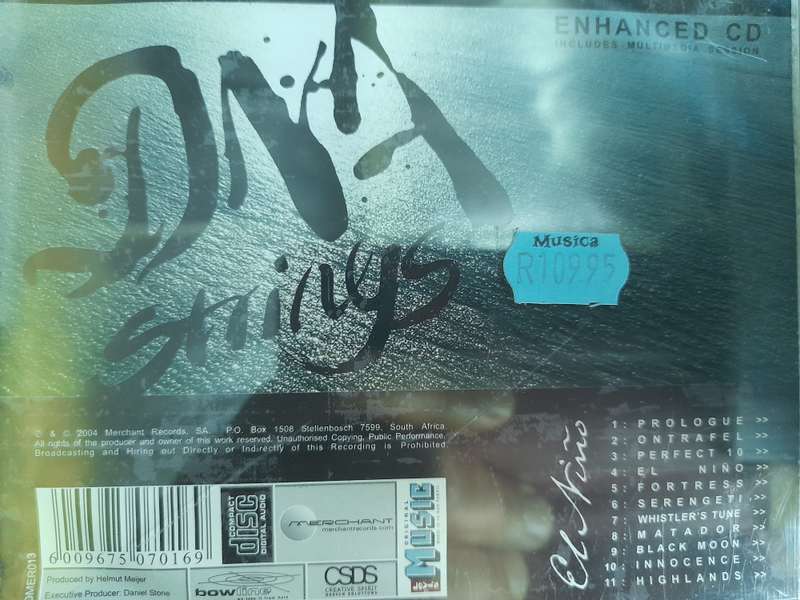 ENHANCED CD
INCLUDES MULTIMEDIA SESSION
DNA
Strings
Musica
R109.95
℗ & © 2004 Merchant Records, SA. P.O. Box 1508 Stellenbosch 7599, South Africa
All rights of the producer and owner of this work reserved. Unauthorised Copying, Public Performance,
Broadcasting and Hiring out Directly or Indirectly of this Recording is Prohibited.
El Niño
1 :: PROLOGUE >>
2 :: ONTRAFEL >>
3 :: PERFECT 10 >>
4 :: EL NIÑO >>
5 :: FORTRESS >>
6 :: SERENGETI >>
7 :: WHISTLER'S TUNE >>
8 :: MATADOR >>
9 :: BLACK MOON >>
10 :: INNOCENCE >>
11 :: HIGHLANDS >>
6 009675 070169
COMPACT
disc
DIGITAL AUDIO
MERCHANT
merchantrecords.com
ORIGINAL
Music
DMER013
Produced by Helmut Meijer
Executive Producer: Daniel Stone
bowline
CSDS
CREATIVE SPIRIT
DESIGN SOLUTIONS